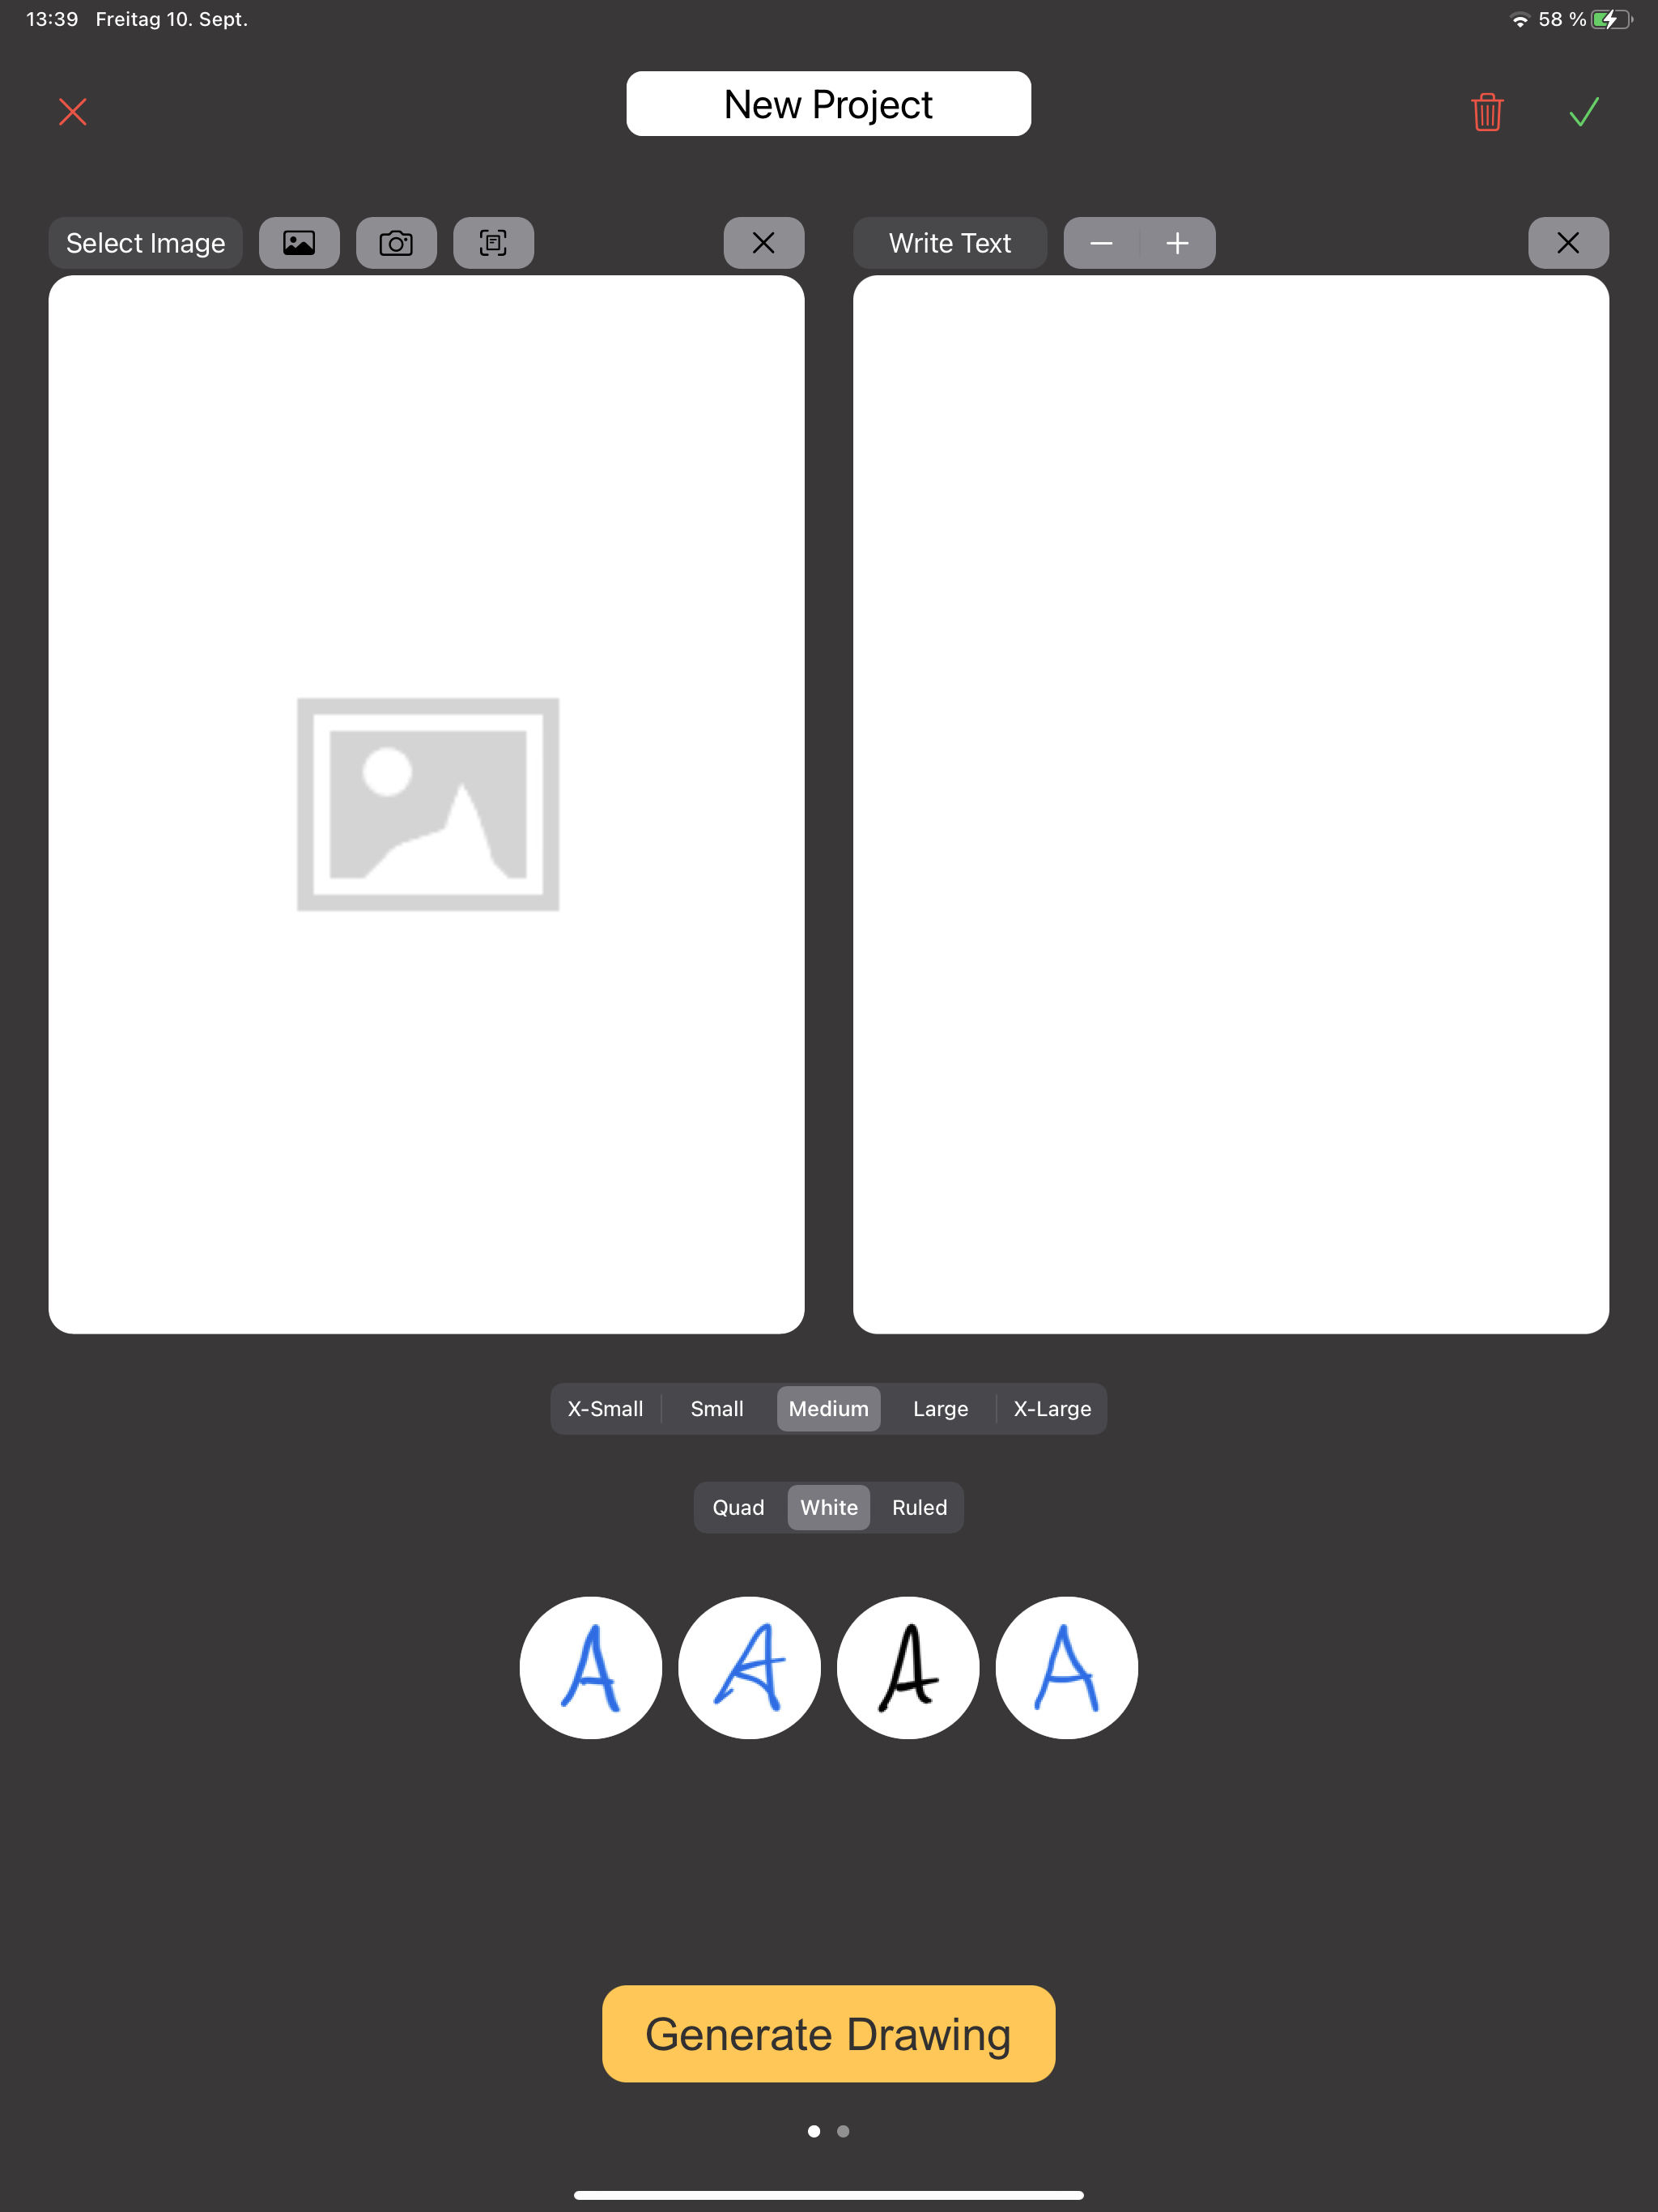 13:39 Freitag 10. Sept. 58 %
New Project
Select Image Write Text
X-Small Small Medium Large X-Large
Quad White Ruled
A A A A
Generate Drawing